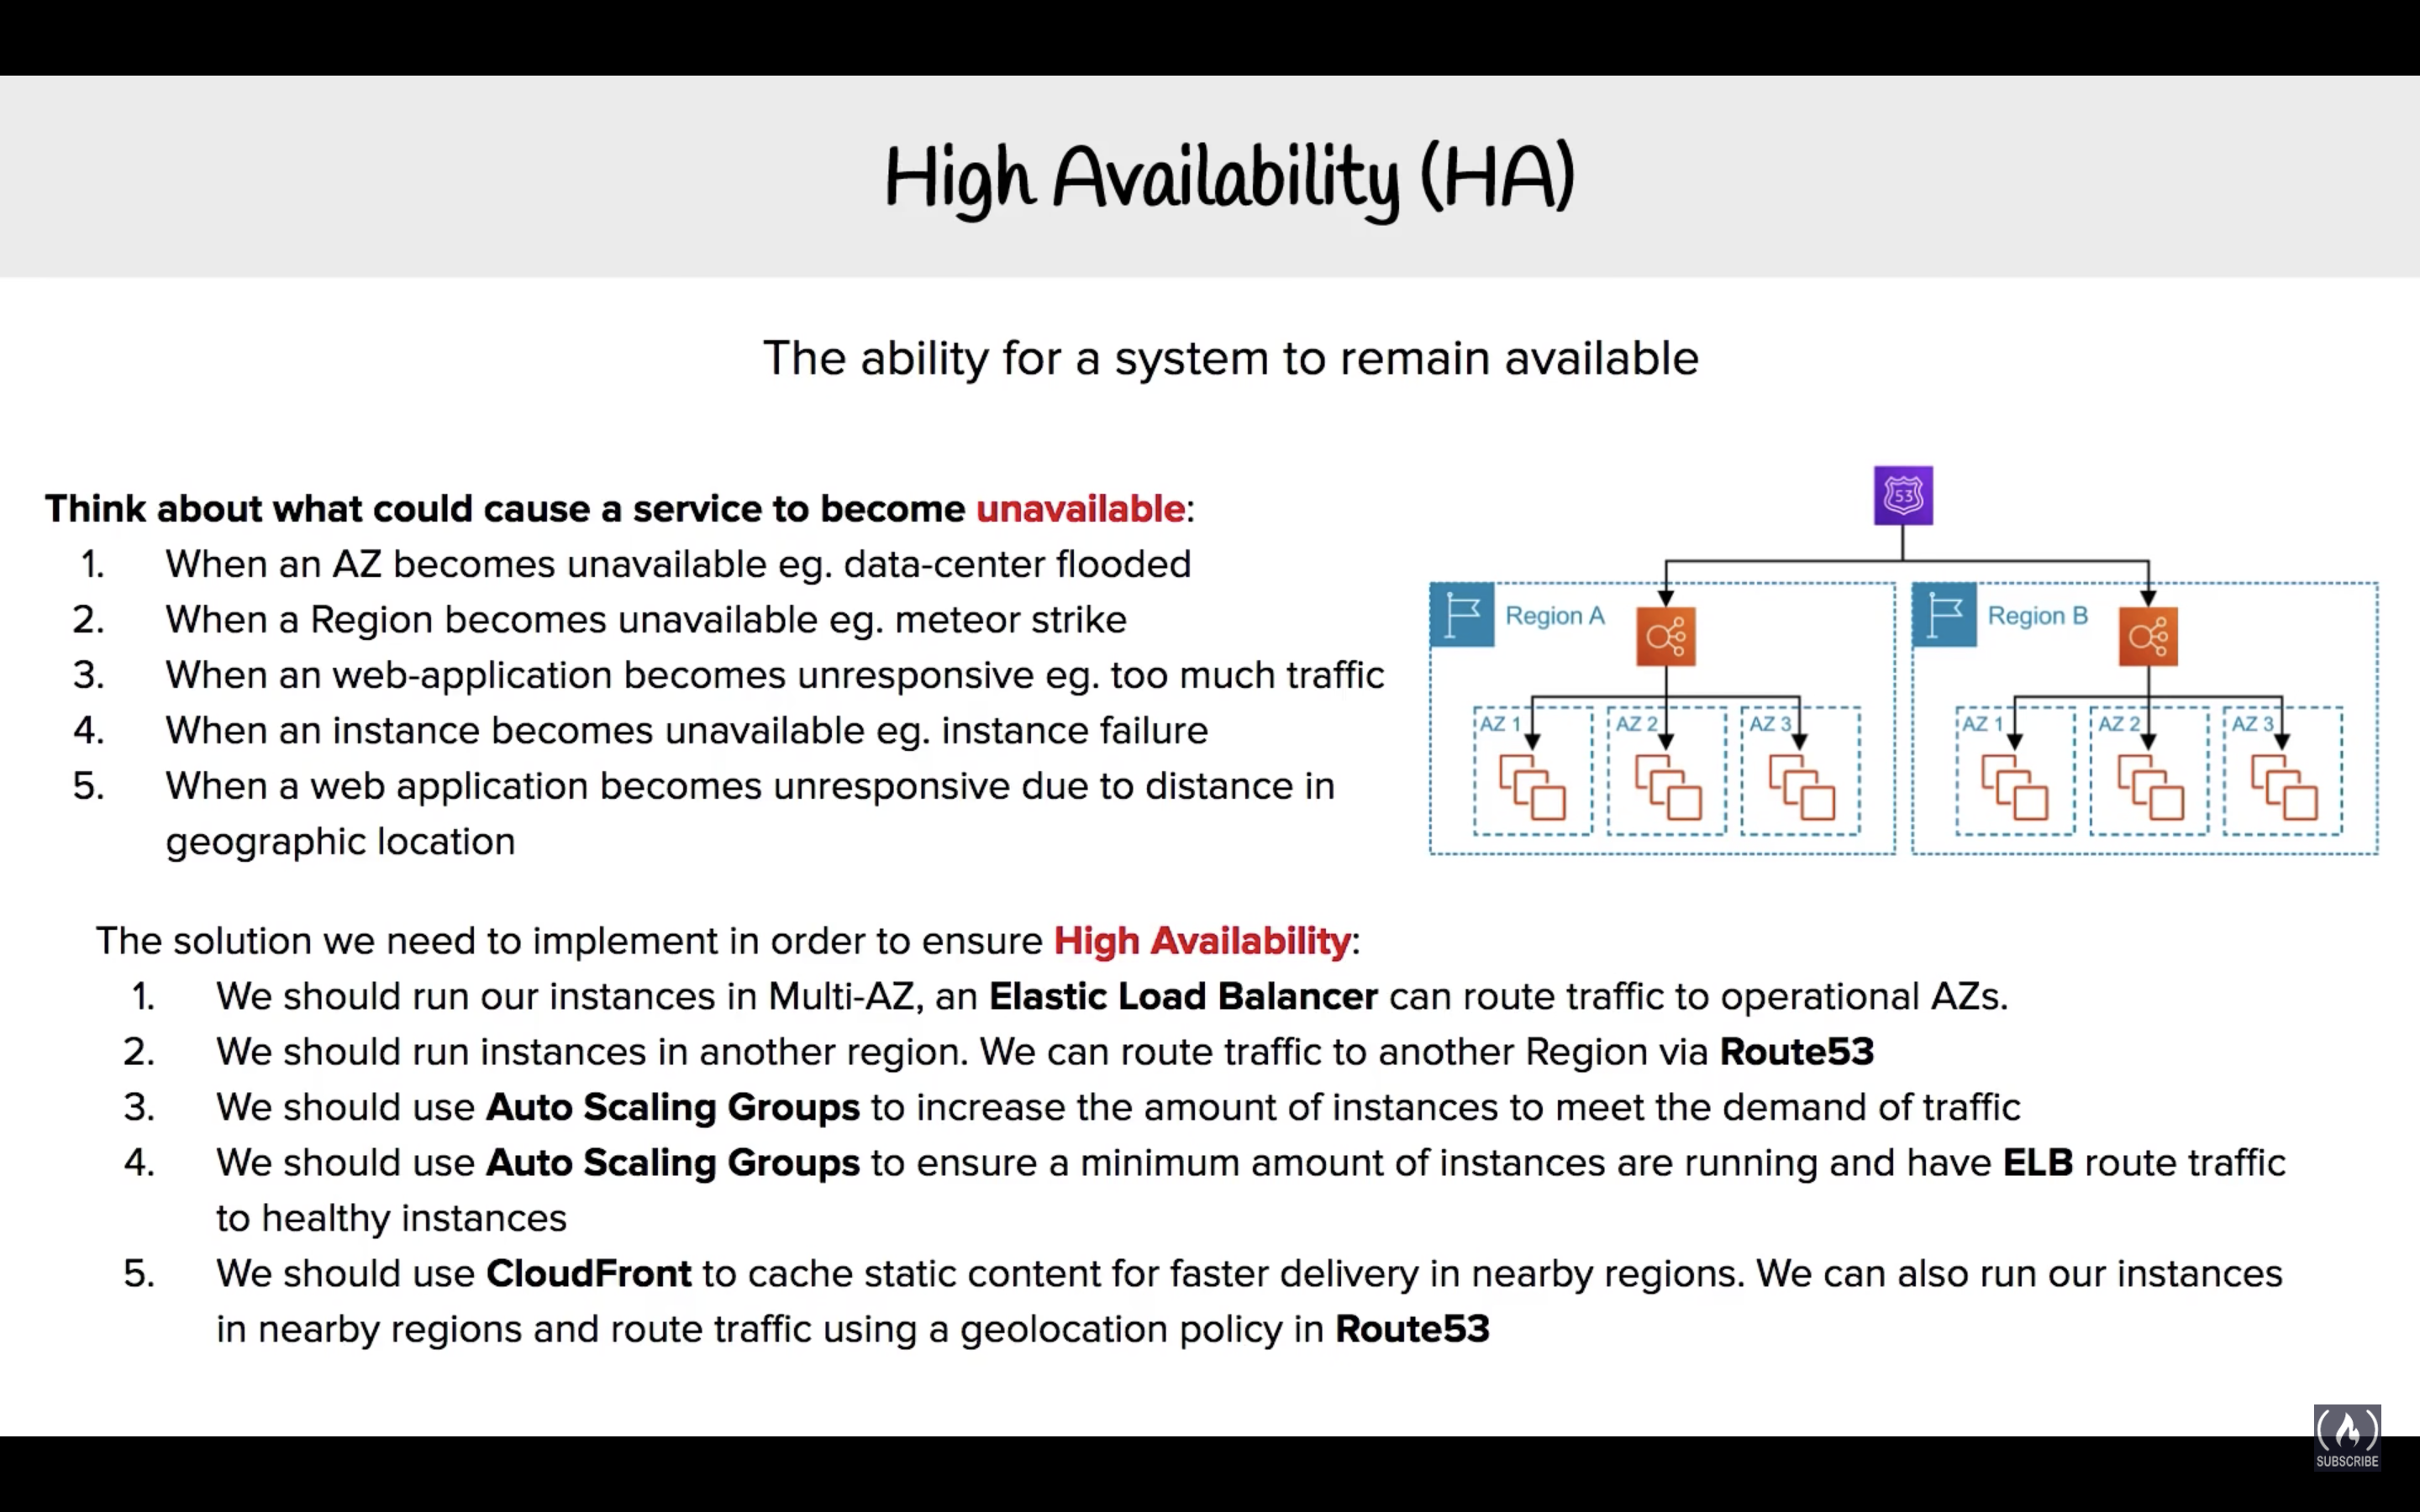 High Availability (HA)
The ability for a system to remain available
Think about what could cause a service to become unavailable:
1. When an AZ becomes unavailable eg. data-center flooded
2. When a Region becomes unavailable eg. meteor strike
3. When an web-application becomes unresponsive eg. too much traffic
4. When an instance becomes unavailable eg. instance failure
5. When a web application becomes unresponsive due to distance in
geographic location
53
Region A
Region B
AZ 1
AZ 2
AZ 3
AZ 1
AZ 2
AZ 3
The solution we need to implement in order to ensure High Availability:
1. We should run our instances in Multi-AZ, an Elastic Load Balancer can route traffic to operational AZs.
2. We should run instances in another region. We can route traffic to another Region via Route53
3. We should use Auto Scaling Groups to increase the amount of instances to meet the demand of traffic
4. We should use Auto Scaling Groups to ensure a minimum amount of instances are running and have ELB route traffic
to healthy instances
5. We should use CloudFront to cache static content for faster delivery in nearby regions. We can also run our instances
in nearby regions and route traffic using a geolocation policy in Route53
SUBSCRIBE